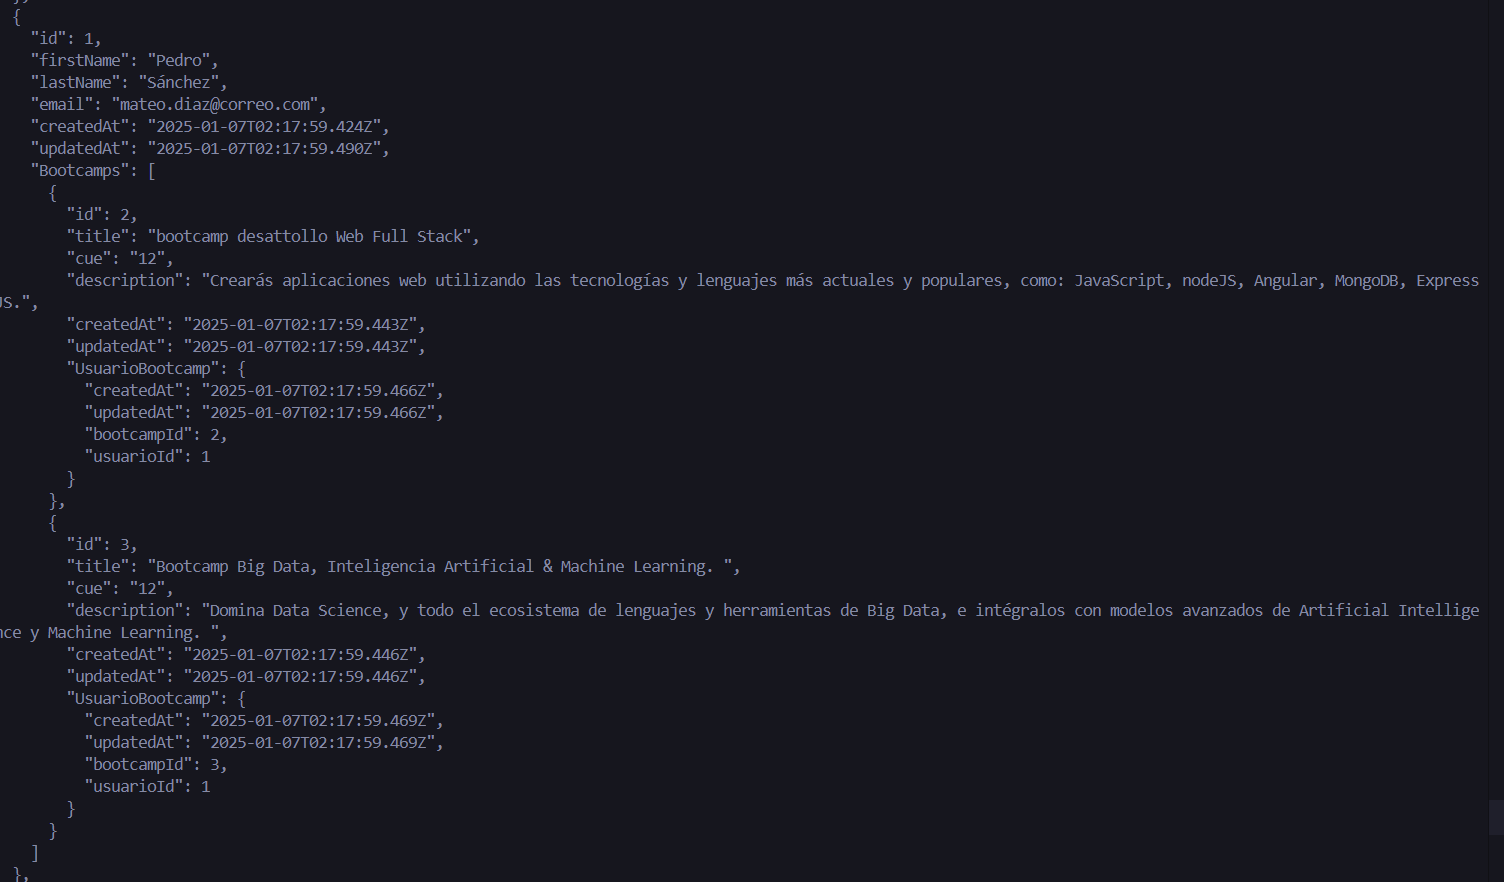 },
{
"id": 1,
"firstName": "Pedro",
"lastName": "Sánchez",
"email": "mateo.diaz@correo.com",
"createdAt": "2025-01-07T02:17:59.424Z",
"updatedAt": "2025-01-07T02:17:59.490Z",
"Bootcamps": [
{
"id": 2,
"title": "bootcamp desattollo Web Full Stack",
"cue": "12",
"description": "Crearás aplicaciones web utilizando las tecnologías y lenguajes más actuales y populares, como: JavaScript, nodeJS, Angular, MongoDB, Express
JS.",
"createdAt": "2025-01-07T02:17:59.443Z",
"updatedAt": "2025-01-07T02:17:59.443Z",
"UsuarioBootcamp": {
"createdAt": "2025-01-07T02:17:59.466Z",
"updatedAt": "2025-01-07T02:17:59.466Z",
"bootcampId": 2,
"usuarioId": 1
}
},
{
"id": 3,
"title": "Bootcamp Big Data, Inteligencia Artificial & Machine Learning. ",
"cue": "12",
"description": "Domina Data Science, y todo el ecosistema de lenguajes y herramientas de Big Data, e intégralos con modelos avanzados de Artificial Intellige
nce y Machine Learning. ",
"createdAt": "2025-01-07T02:17:59.446Z",
"updatedAt": "2025-01-07T02:17:59.446Z",
"UsuarioBootcamp": {
"createdAt": "2025-01-07T02:17:59.469Z",
"updatedAt": "2025-01-07T02:17:59.469Z",
"bootcampId": 3,
"usuarioId": 1
}
}
]
},